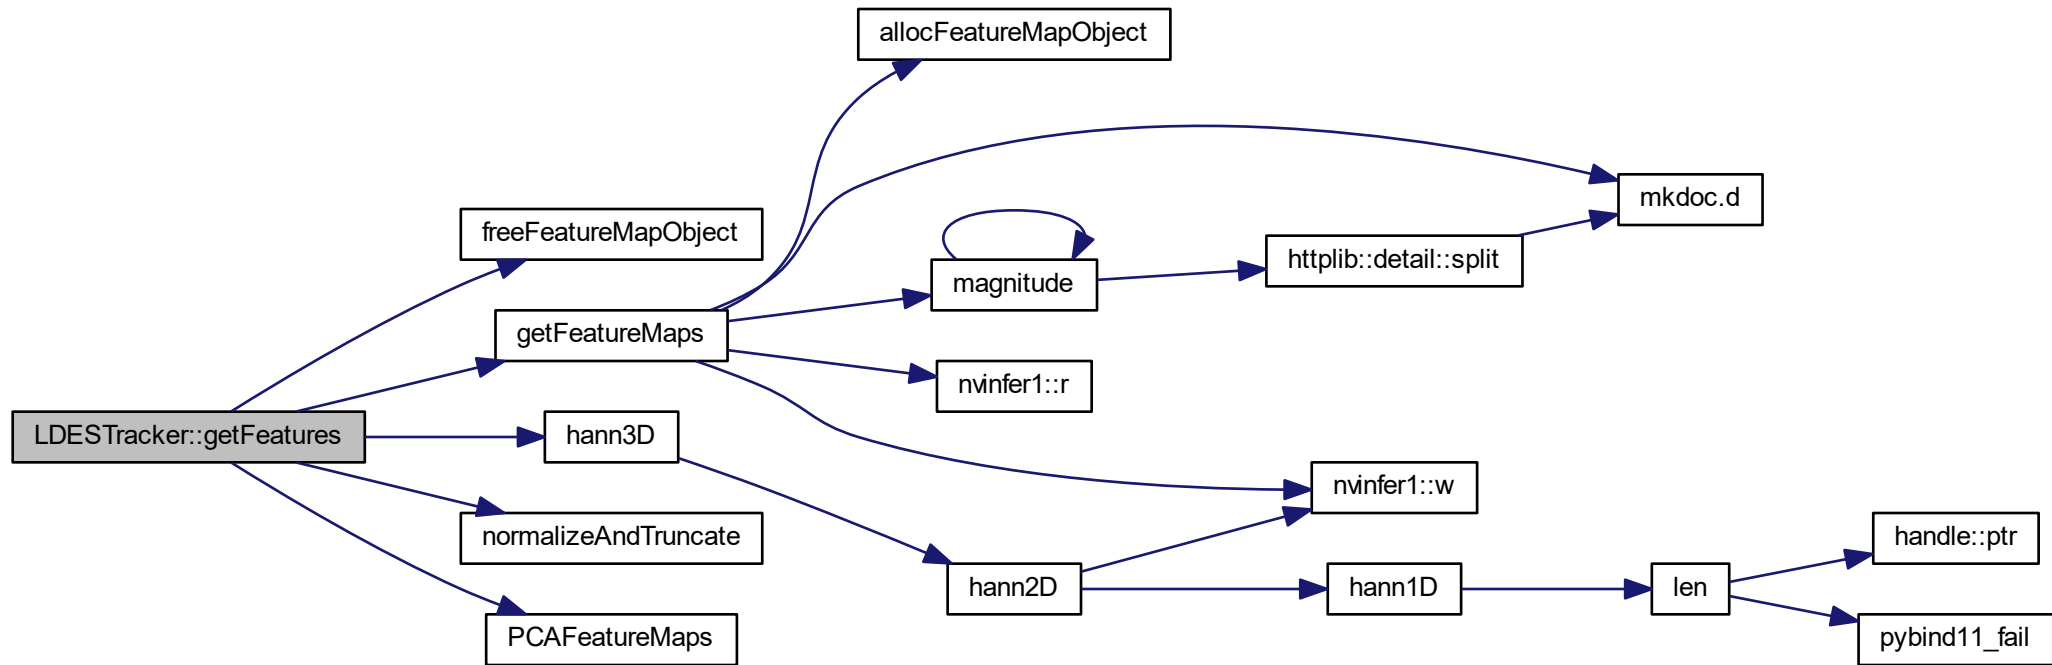 allocFeatureMapObject
mkdoc.d
freeFeatureMapObject
httplib::detail::split
magnitude
getFeatureMaps
nvinfer1::r
LDESTracker::getFeatures
hann3D
nvinfer1::w
normalizeAndTruncate
handle::ptr
hann2D
hann1D
len
PCAFeatureMaps
pybind11_fail